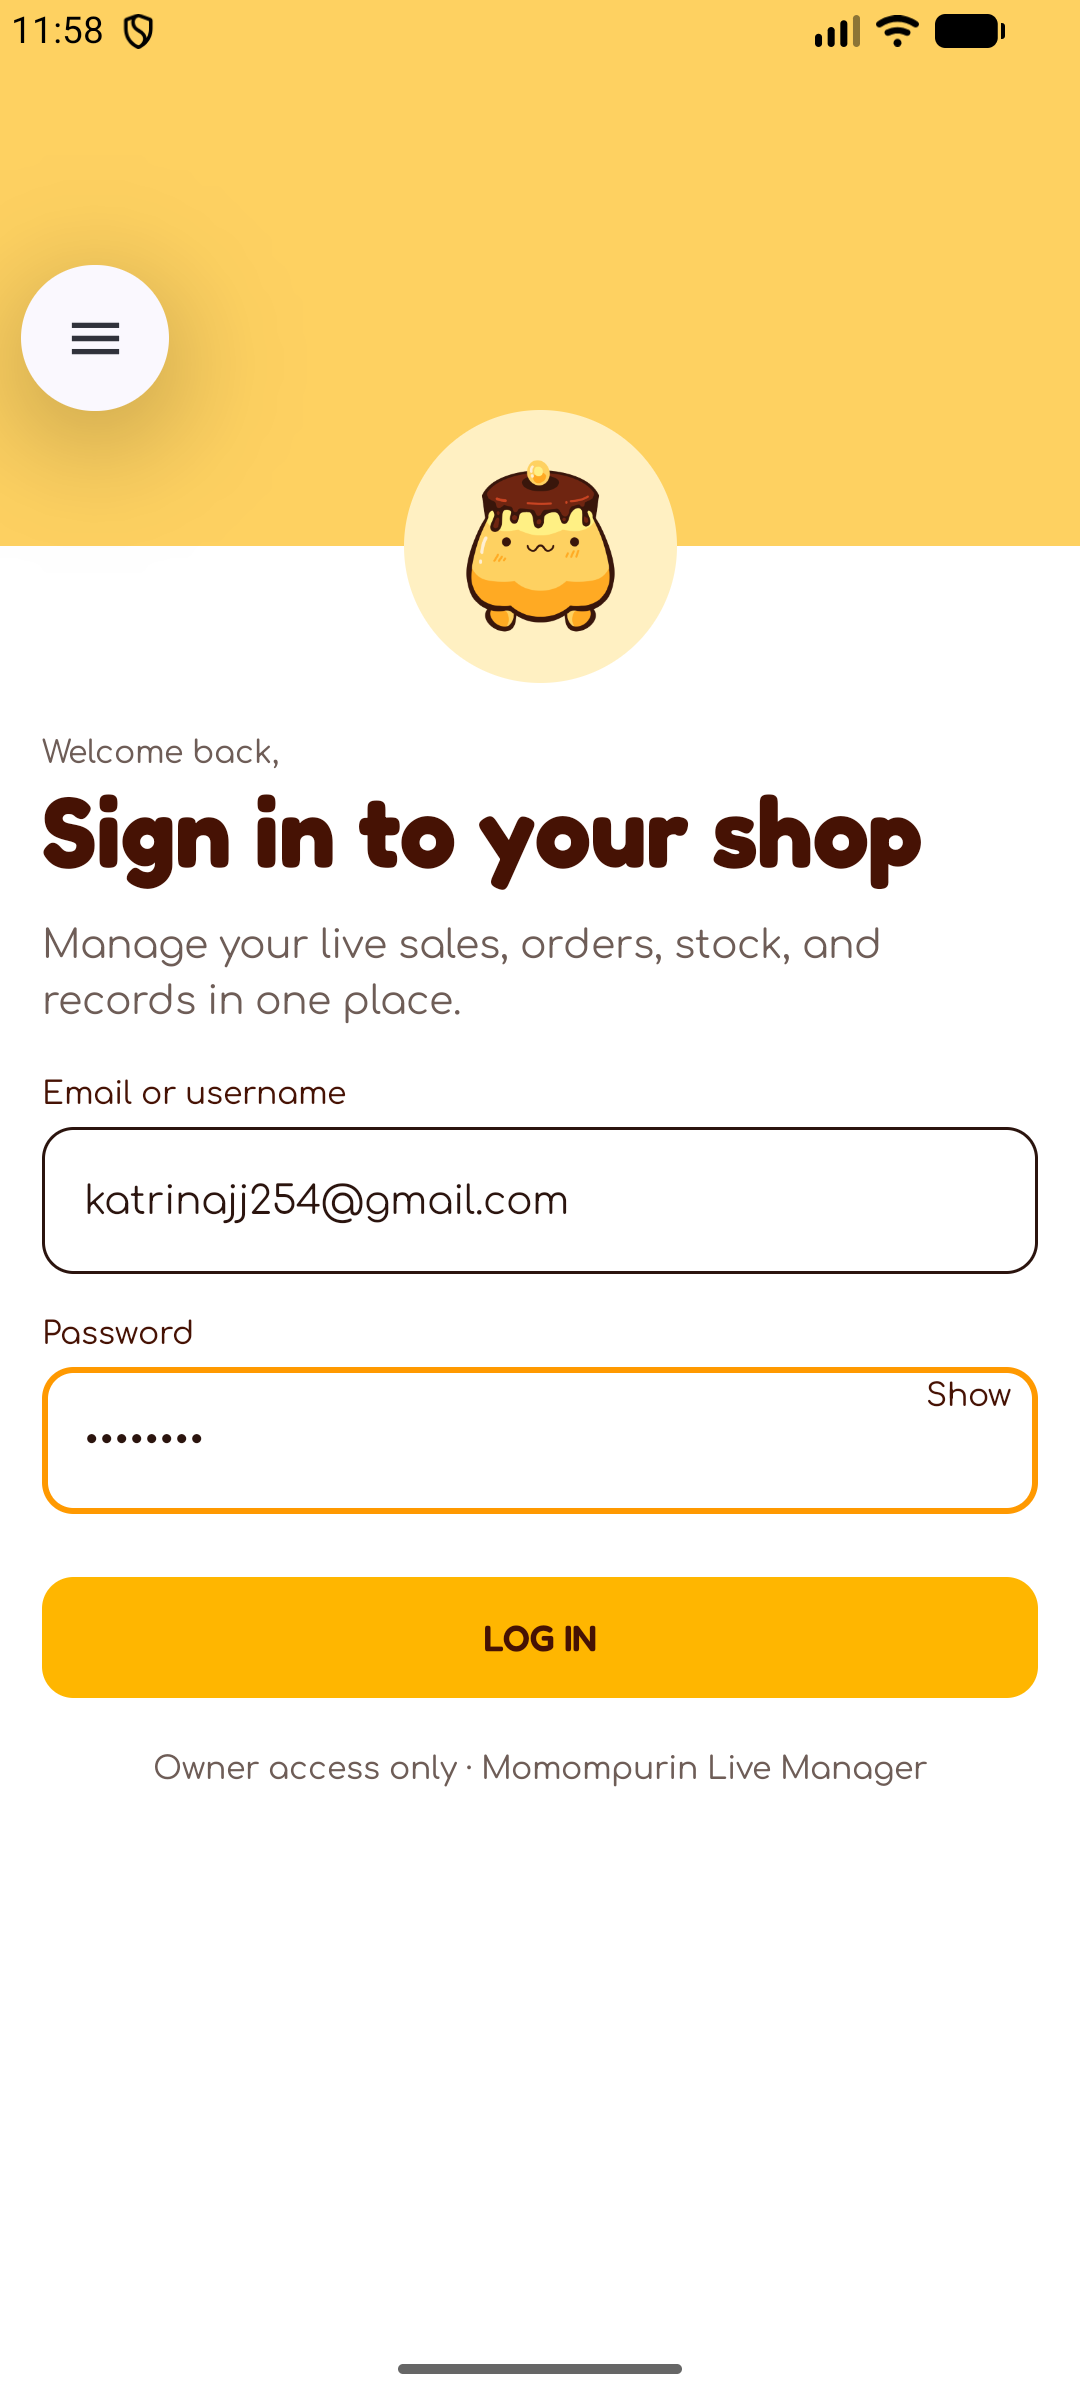 11:58
Welcome back,
Sign in to your shop
Manage your live sales, orders, stock, and
records in one place.
Email or username
katrinajj254@gmail.com
Password
••••••••
Show
LOG IN
Owner access only · Momompurin Live Manager